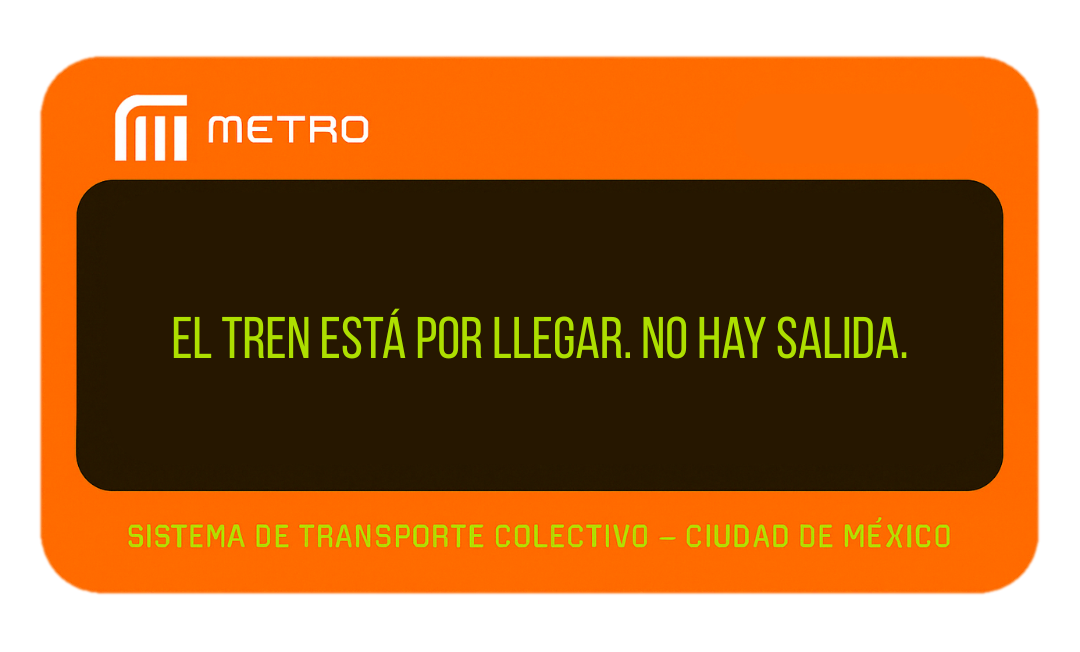 METRO
EL TREN ESTÁ POR LLEGAR. NO HAY SALIDA.
SISTEMA DE TRANSPORTE COLECTIVO – CIUDAD DE MÉXICO